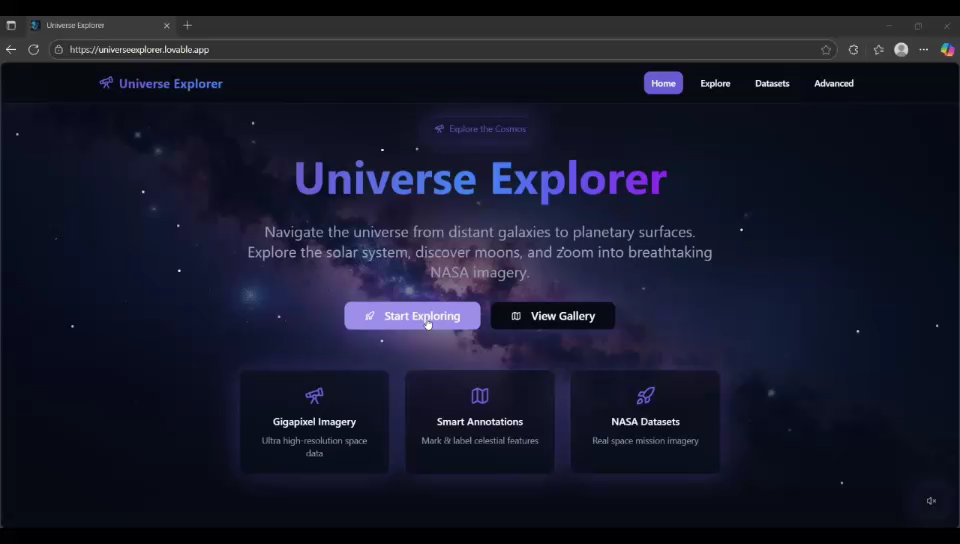 Universe Explorer
https://universeexplorer.lovable.app
Universe Explorer
Home
Explore
Datasets
Advanced
Explore the Cosmos
Universe Explorer
Navigate the universe from distant galaxies to planetary surfaces.
Explore the solar system, discover moons, and zoom into breathtaking
NASA imagery.
Start Exploring
View Gallery
Gigapixel Imagery
Ultra high-resolution space
data
Smart Annotations
Mark & label celestial features
NASA Datasets
Real space mission imagery